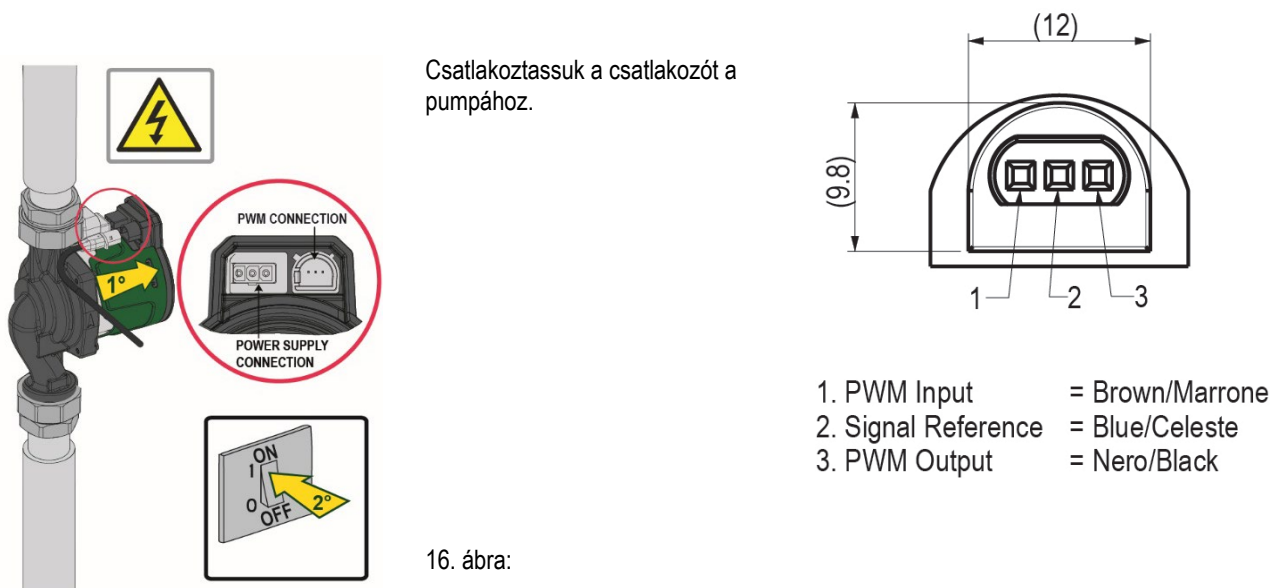 Csatlakoztassuk a csatlakozót a
pumpához.
1°
PWM CONNECTION
POWER SUPPLY
CONNECTION
ON
1
0
OFF
2°
16. ábra:
(12)
(9.8)
1
2
3
1. PWM Input = Brown/Marrone
2. Signal Reference = Blue/Celeste
3. PWM Output = Nero/Black